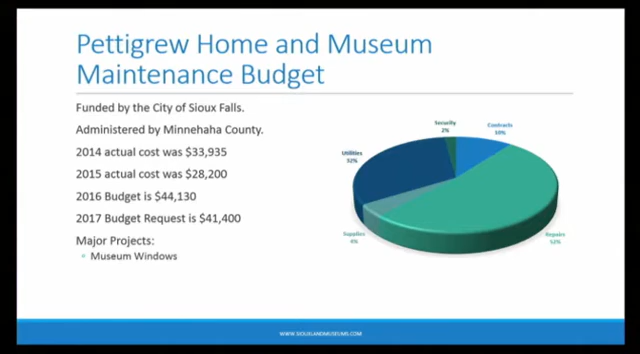 Pettigrew Home and Museum
Maintenance Budget
Funded by the City of Sioux Falls.
Administered by Minnehaha County.
2014 actual cost was $33,935
2015 actual cost was $28,200
2016 Budget is $44,130
2017 Budget Request is $41,400
Major Projects:
Museum Windows
Security
2%
Contracts
10%
Utilities
32%
Supplies
4%
Repairs
52%
WWW.SIOUXLANDMUSEUMS.COM